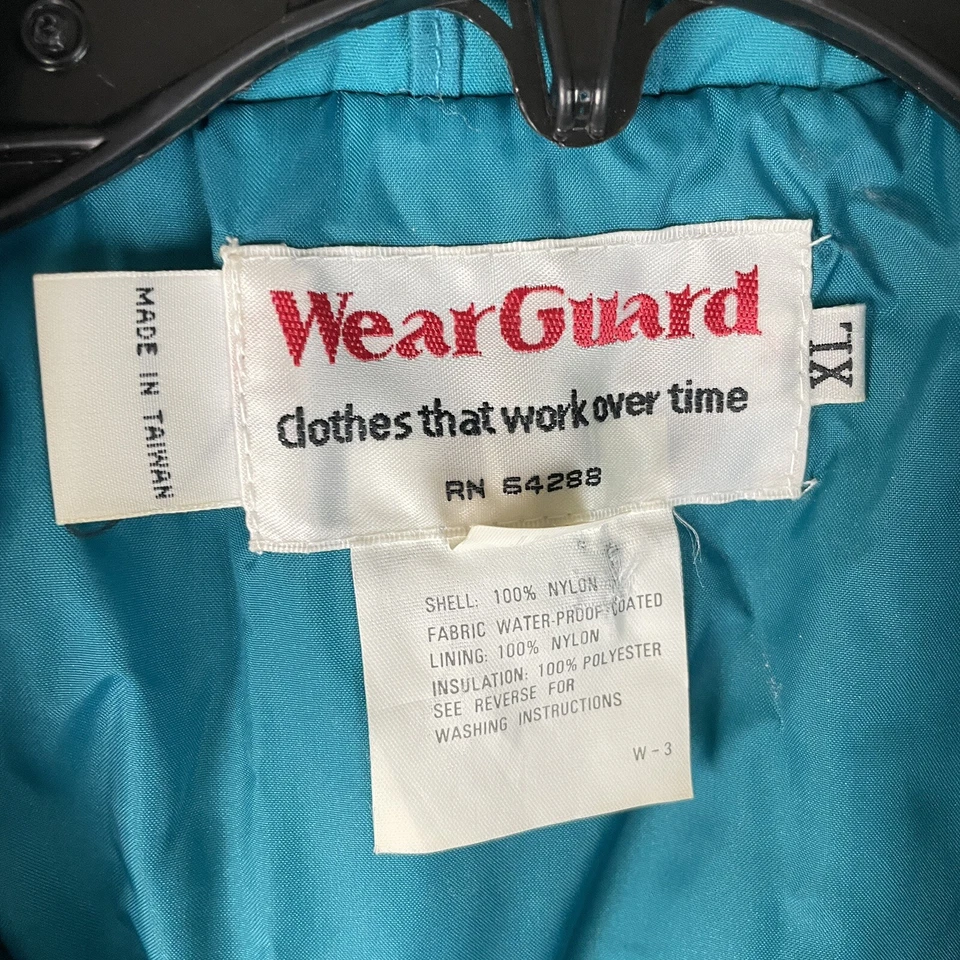 MADE IN TAIWAN
WearGuard
clothes that work over time
RN 64288
XL
SHELL: 100% NYLON
FABRIC WATER-PROOF COATED
LINING: 100% NYLON
INSULATION: 100% POLYESTER
SEE REVERSE FOR
WASHING INSTRUCTIONS
W-3